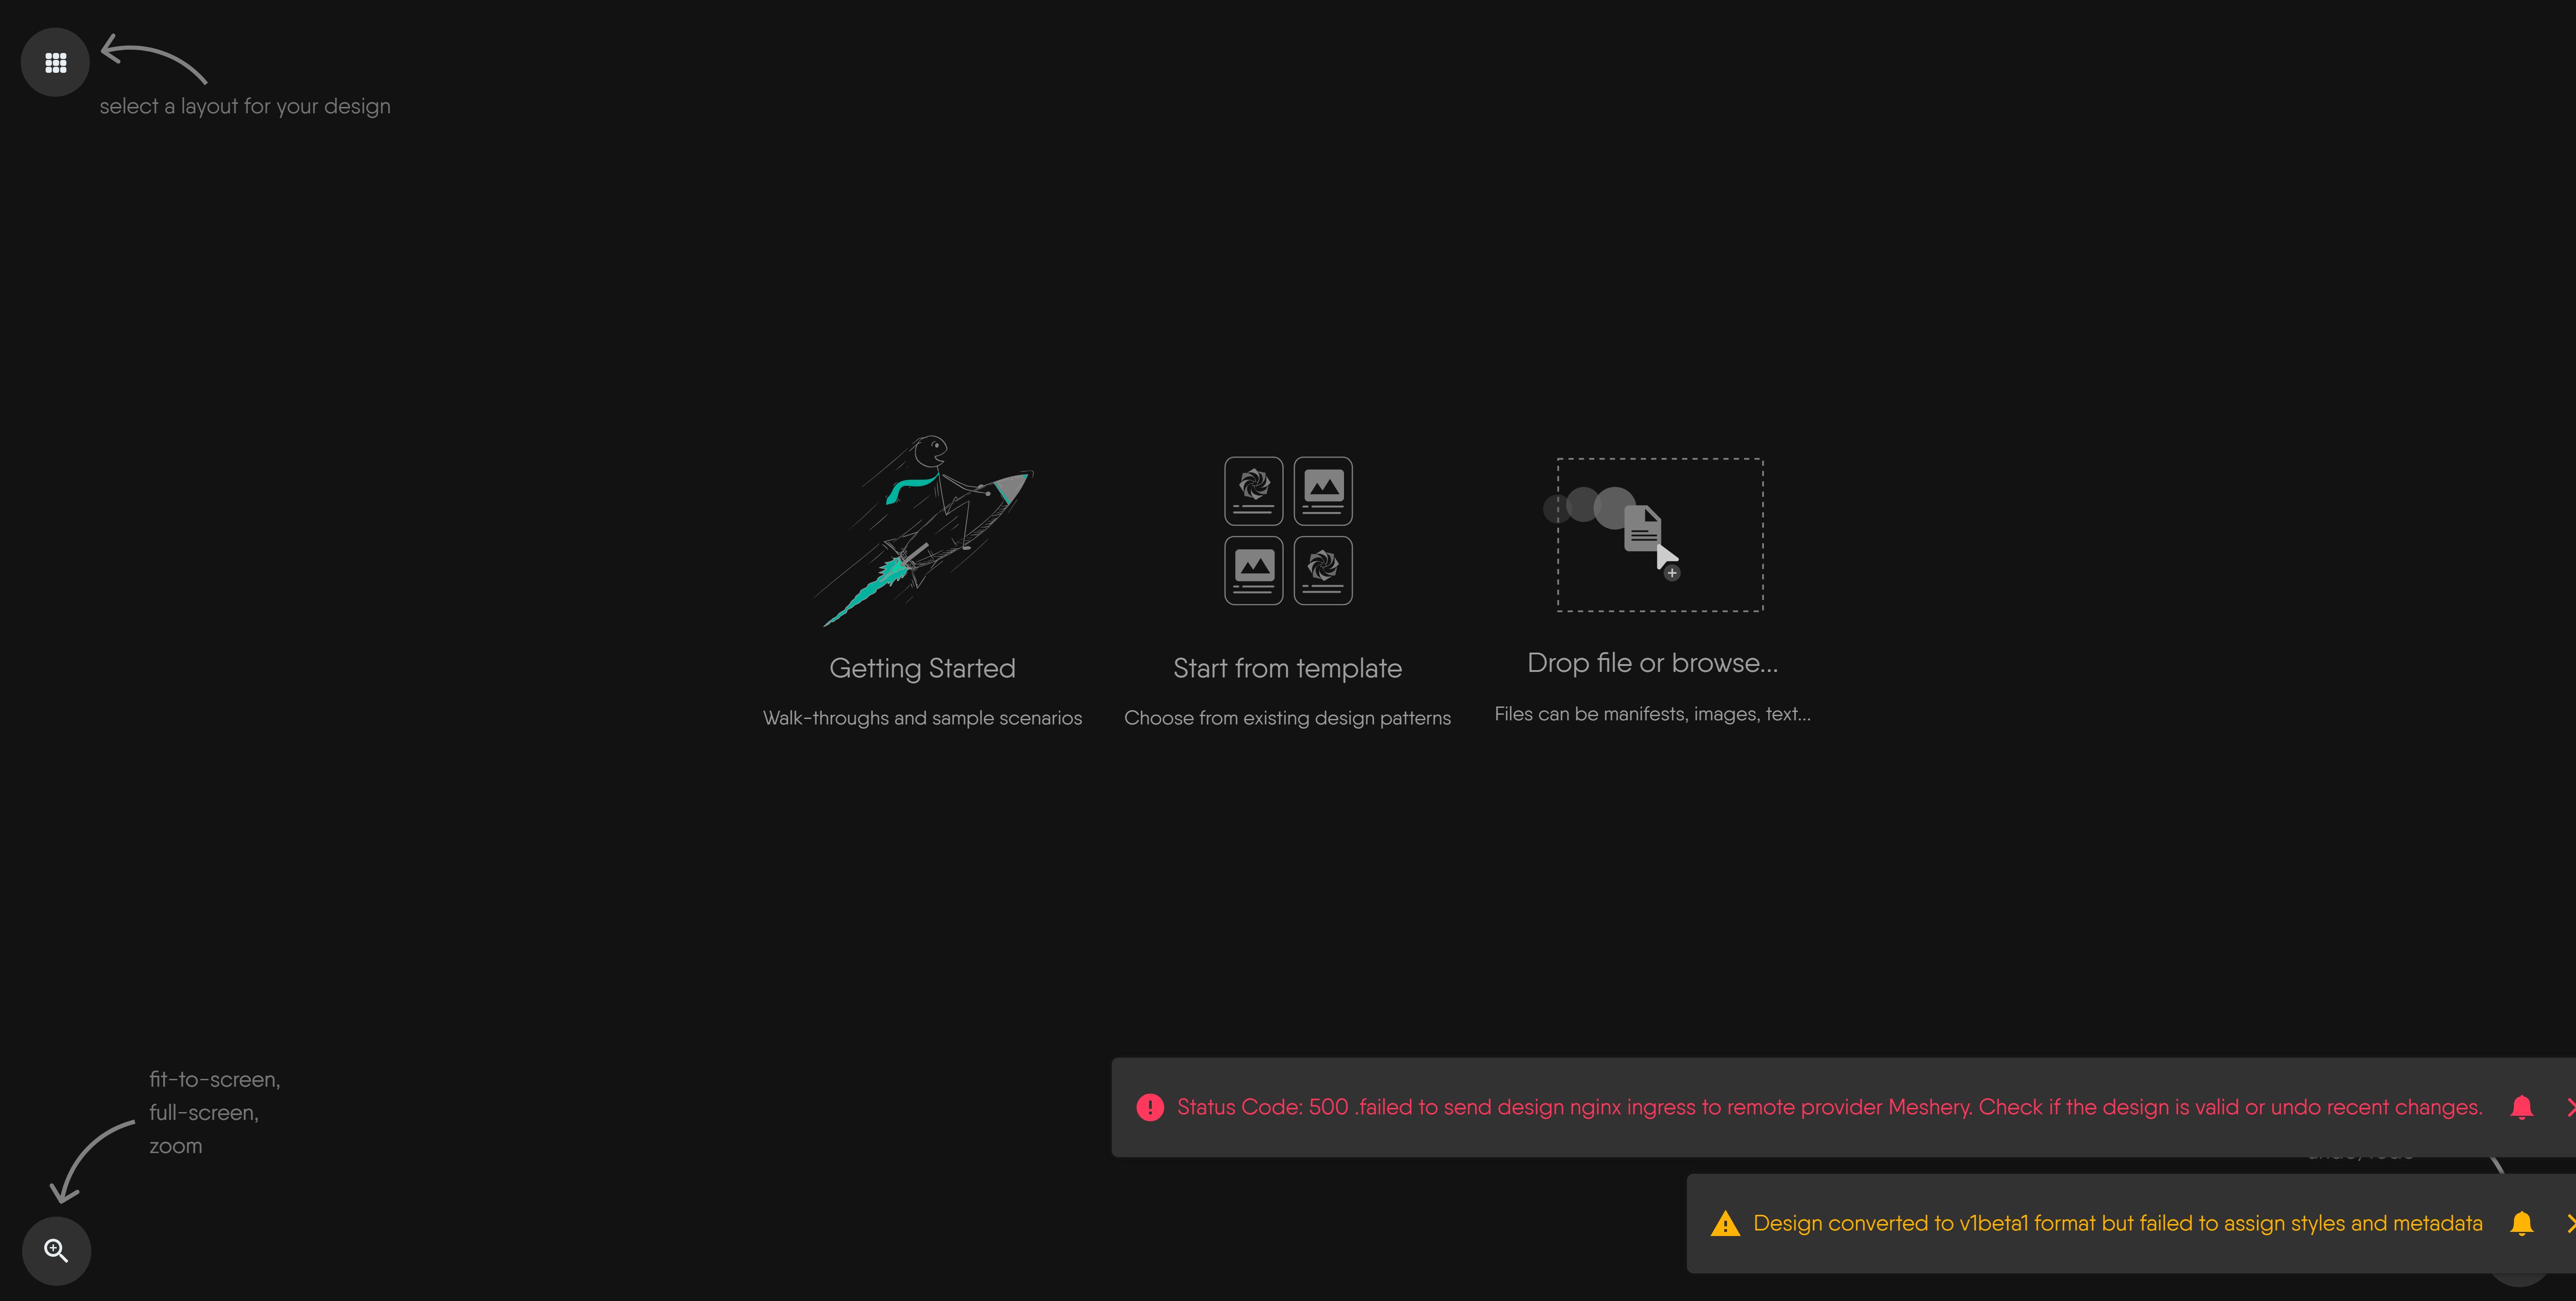 select a layout for your design
Getting Started
Start from template
Drop file or browse...
Walk-throughs and sample scenarios
Choose from existing design patterns
Files can be manifests, images, text...
fit-to-screen,
full-screen,
zoom
Status Code: 500 .failed to send design nginx ingress to remote provider Meshery. Check if the design is valid or undo recent changes.
Design converted to v1beta1 format but failed to assign styles and metadata